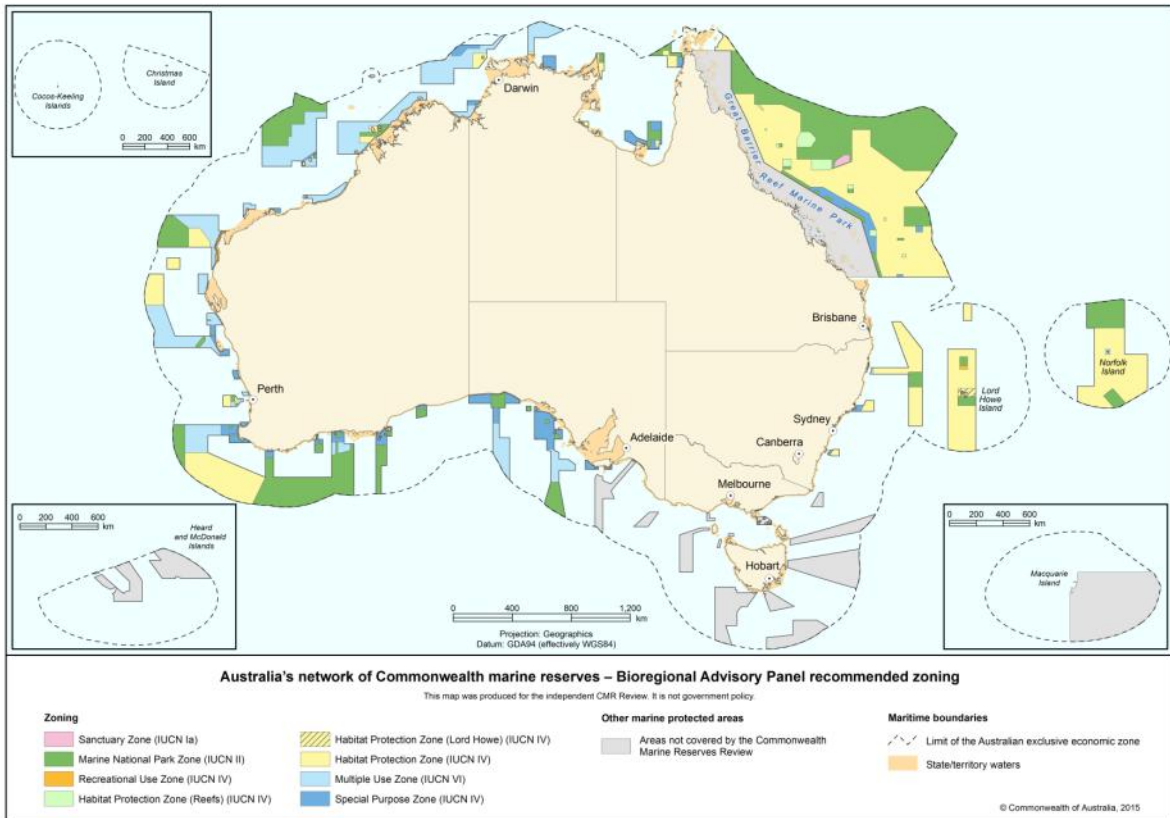 Cocos-Keeling
Islands
Christmas
Island
0 200 400 600
km
Darwin
Great Barrier Reef Marine Park
Brisbane
Norfolk
Island
Lord
Howe
Island
Perth
Sydney
Adelaide
Canberra
Melbourne
Hobart
0 200 400 600
km
Heard
and McDonald
Islands
0 200 400 600
km
Macquarie
Island
0 400 800 1,200
km
Projection: Geographics
Datum: GDA94 (effectively WGS84)
Australia's network of Commonwealth marine reserves – Bioregional Advisory Panel recommended zoning
This map was produced for the independent CMR Review. It is not government policy.
Zoning
Sanctuary Zone (IUCN Ia)
Marine National Park Zone (IUCN II)
Recreational Use Zone (IUCN IV)
Habitat Protection Zone (Reefs) (IUCN IV)
Habitat Protection Zone (Lord Howe) (IUCN IV)
Habitat Protection Zone (IUCN IV)
Multiple Use Zone (IUCN VI)
Special Purpose Zone (IUCN IV)
Other marine protected areas
Areas not covered by the Commonwealth
Marine Reserves Review
Maritime boundaries
Limit of the Australian exclusive economic zone
State/territory waters
© Commonwealth of Australia, 2015